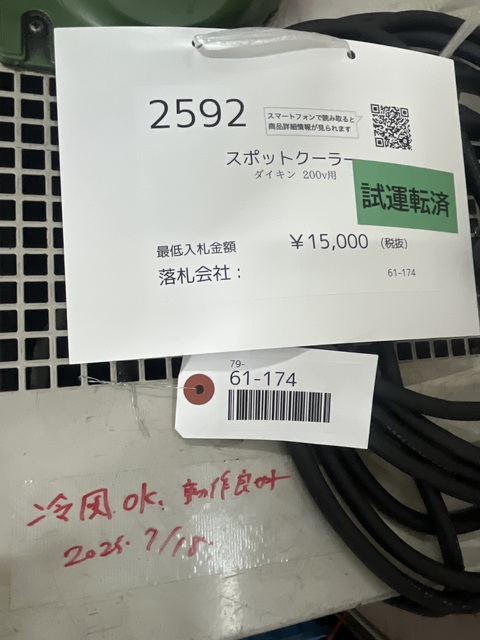 2592
スマートフォンで読み取ると
商品詳細情報が見られます
スポットクーラー
ダイキン 200v用
試運転済
最低入札金額 ￥15,000 (税抜)
落札会社：
61-174
79-
61-174
冷風OK、動作良好
2025. 7/18.